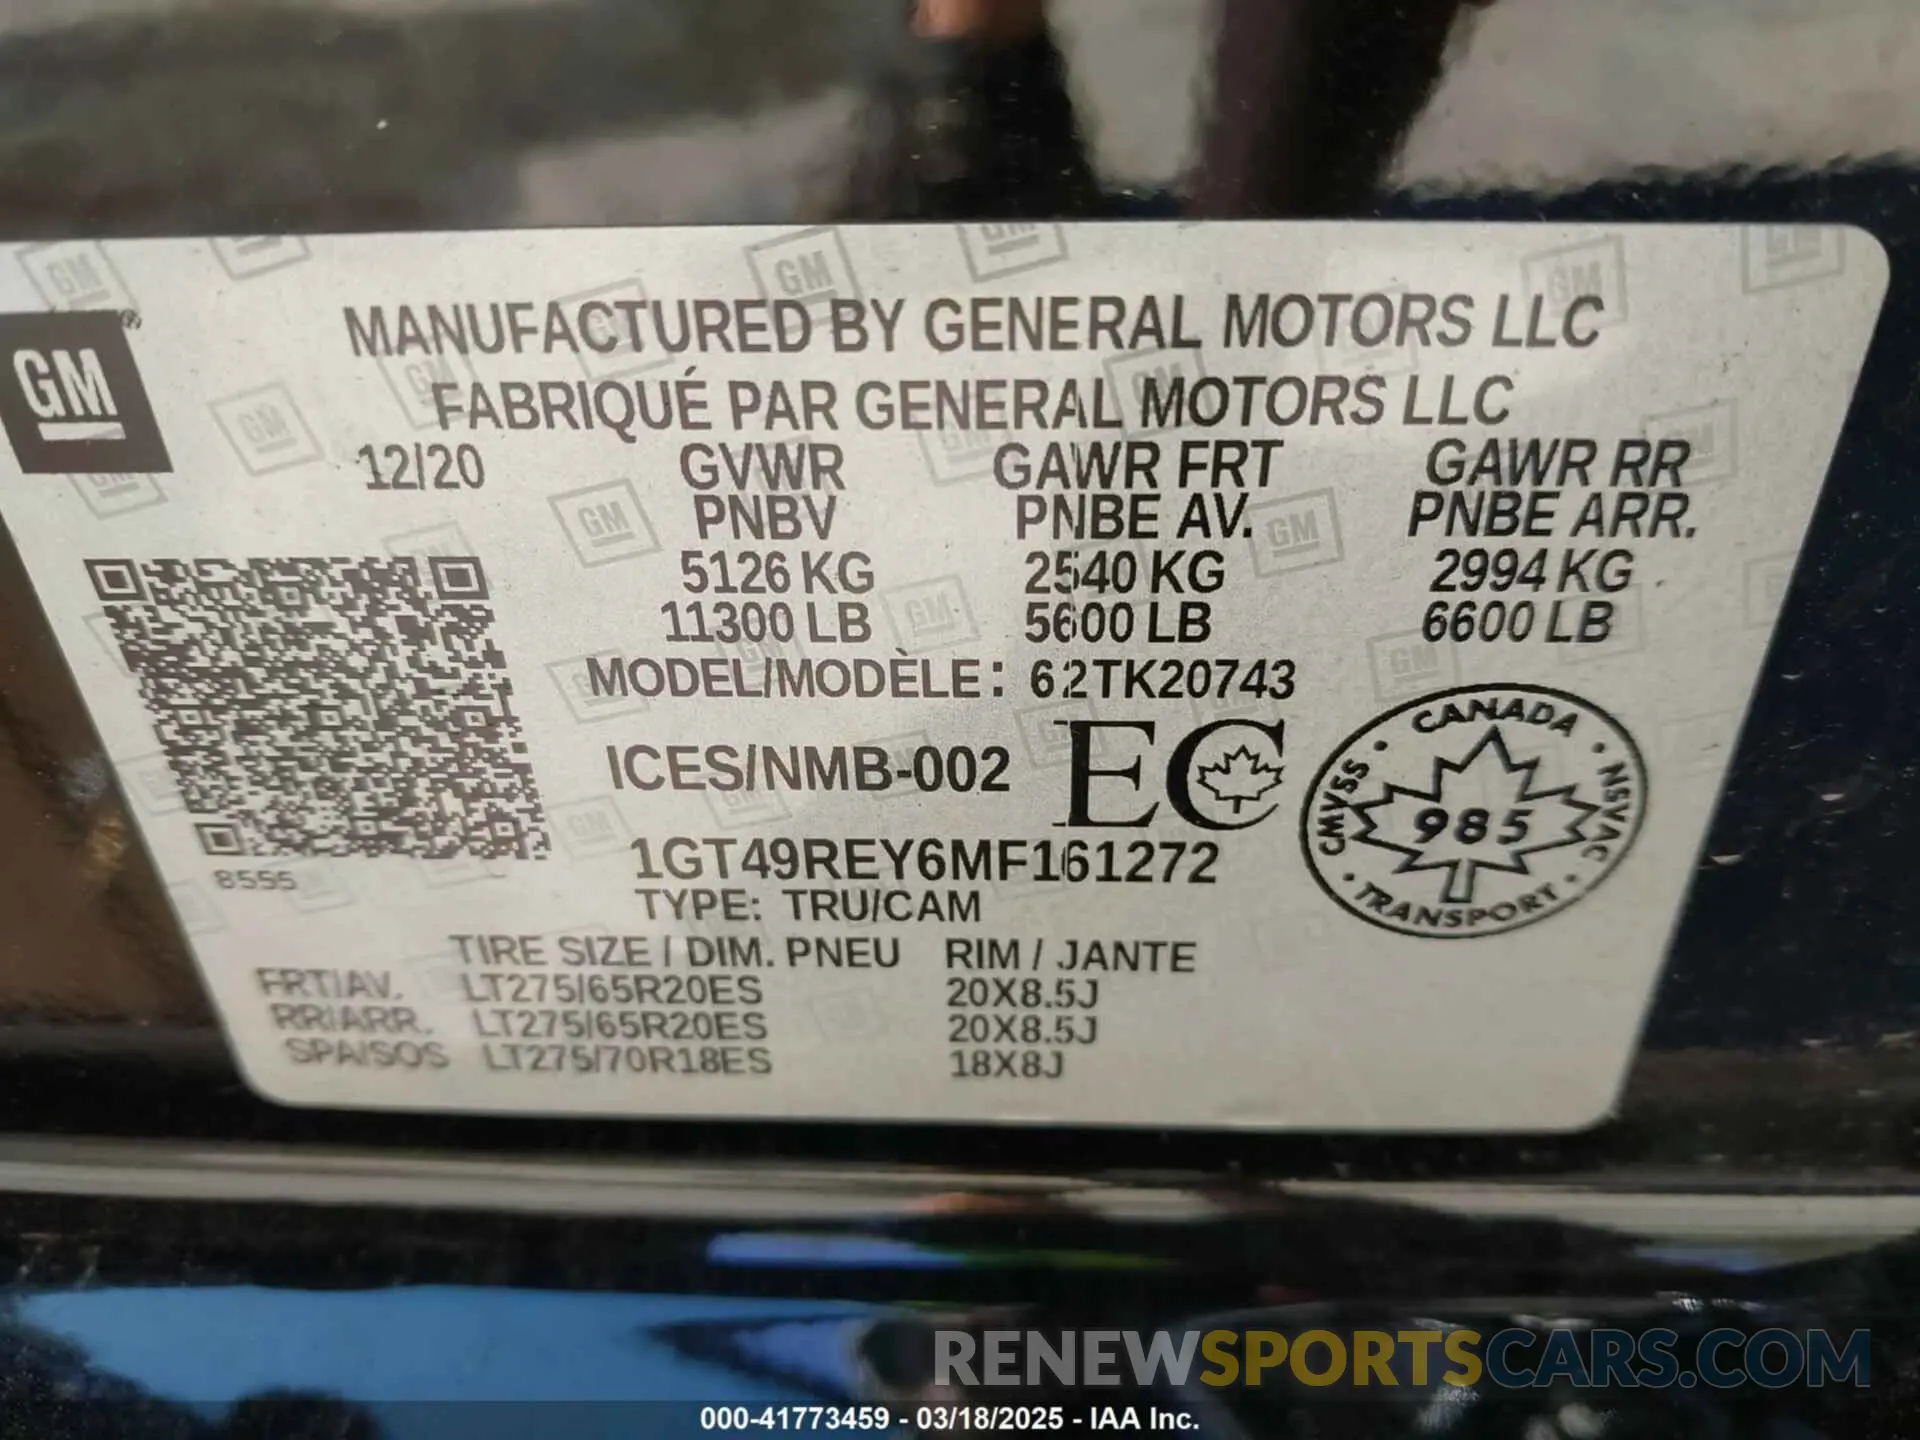 GM ®
MANUFACTURED BY GENERAL MOTORS LLC
FABRIQUÉ PAR GENERAL MOTORS LLC
12/20 GVWR GAWR FRT GAWR RR
PNBV PNBE AV. PNBE ARR.
5126 KG 2540 KG 2994 KG
11300 LB 5600 LB 6600 LB
MODEL/MODÈLE: 62TK20743
ICES/NMB-002 EC
CANADA
CMVSS 985 NSVAC
TRANSPORT
1GT49REY6MF161272
8555
TYPE: TRU/CAM
TIRE SIZE / DIM. PNEU RIM / JANTE
FRT/AV. LT275/65R20ES 20X8.5J
RR/ARR. LT275/65R20ES 20X8.5J
SPA/SOS LT275/70R18ES 18X8J
RENEWSPORTSCARS.COM
000-41773459 - 03/18/2025 - IAA Inc.